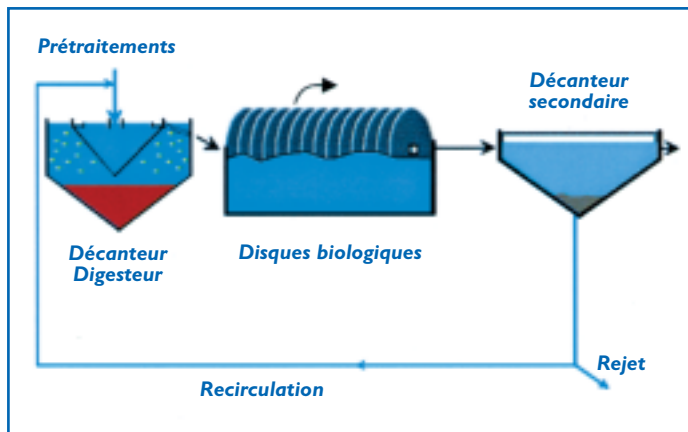 Prétraitements
Décanteur
secondaire
Décanteur
Digesteur
Disques biologiques
Recirculation
Rejet